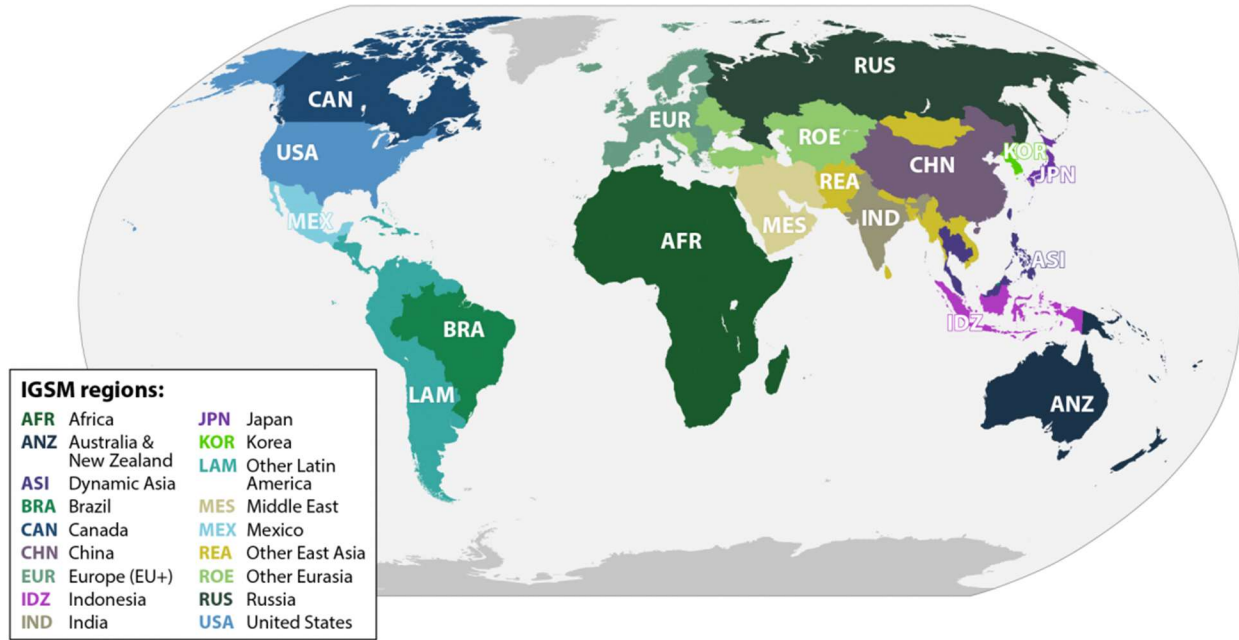 RUS
CAN
EUR
ROE
USA
CHN
KOR
JPN
REA
MEX
MES
IND
AFR
ASI
IDZ
BRA
LAM
ANZ
IGSM regions:
AFR Africa
ANZ Australia &
New Zealand
ASI Dynamic Asia
BRA Brazil
CAN Canada
CHN China
EUR Europe (EU+)
IDZ Indonesia
IND India
JPN Japan
KOR Korea
LAM Other Latin
America
MES Middle East
MEX Mexico
REA Other East Asia
ROE Other Eurasia
RUS Russia
USA United States